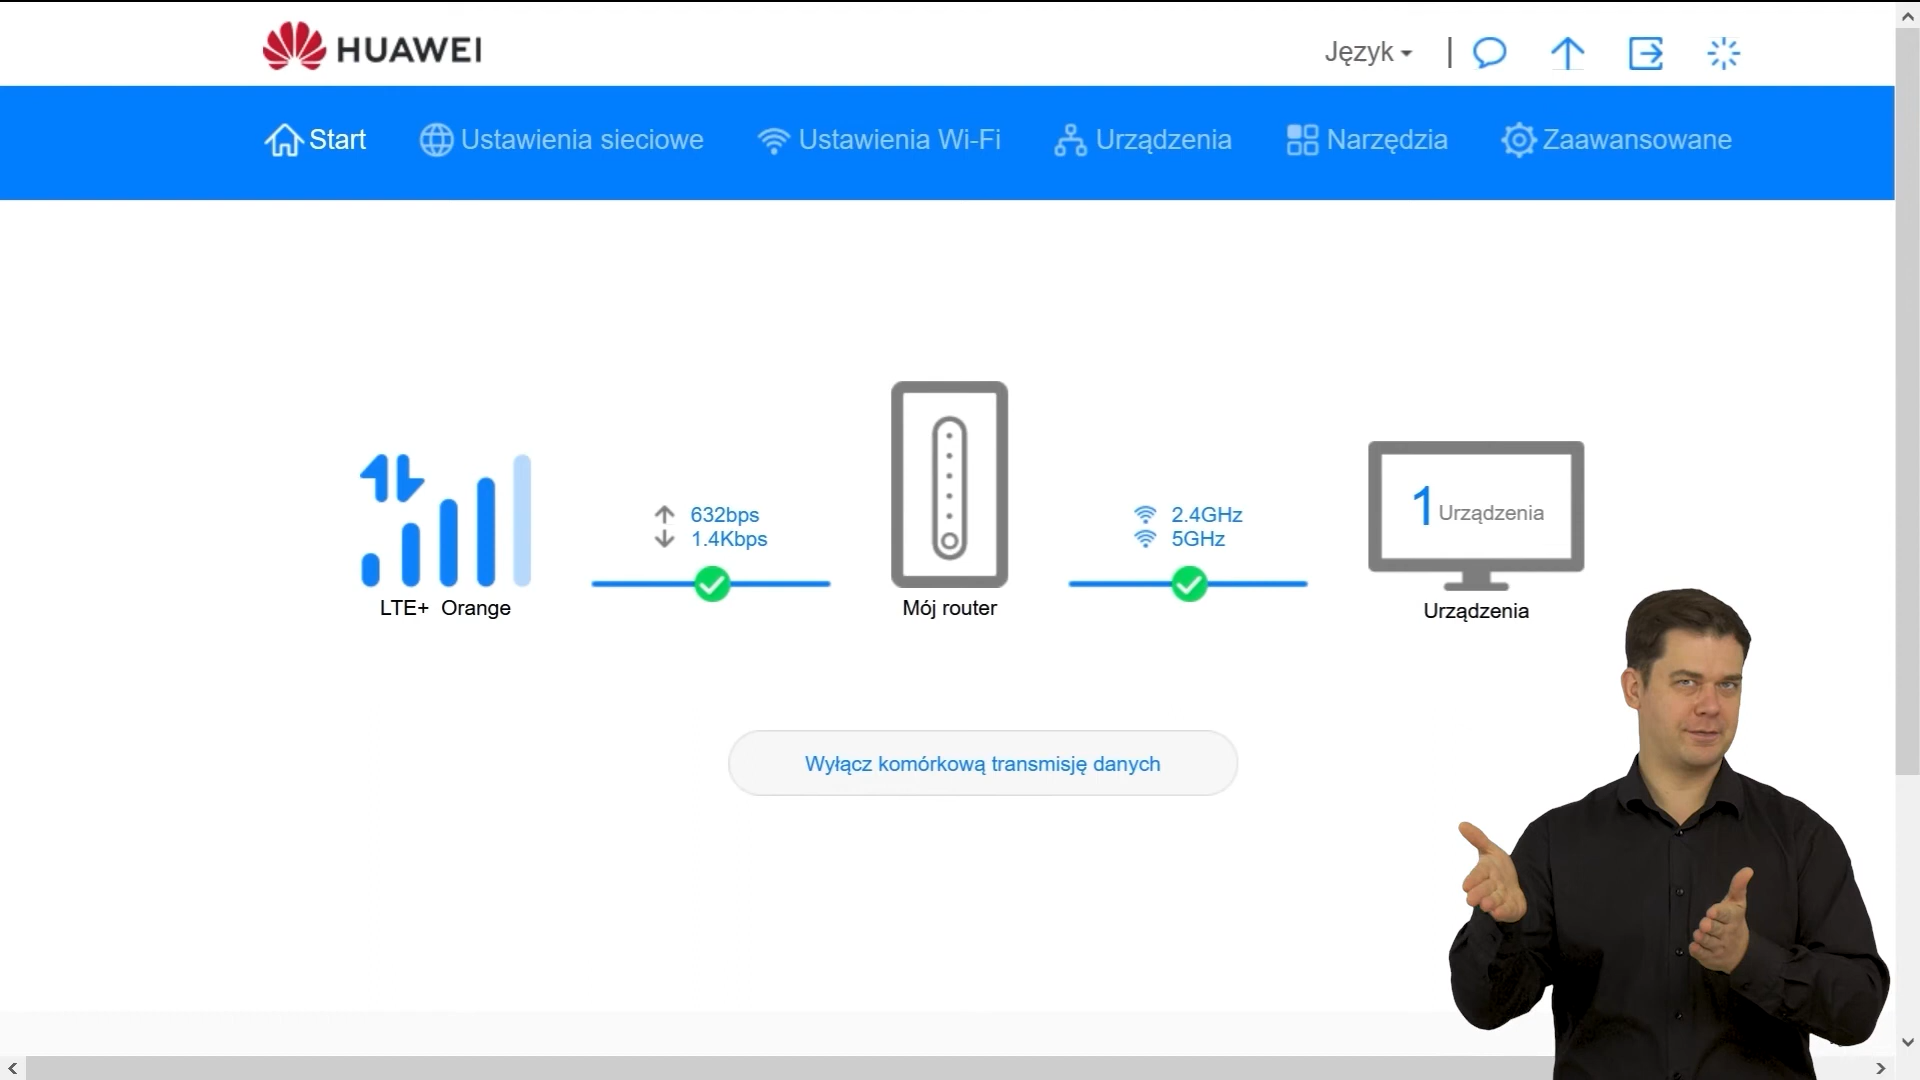 HUAWEI
Język
Start
Ustawienia sieciowe
Ustawienia Wi-Fi
Urządzenia
Narzędzia
Zaawansowane
632bps
1.4Kbps
2.4GHz
5GHz
1 Urządzenia
LTE+ Orange
Mój router
Urządzenia
Wyłącz komórkową transmisję danych